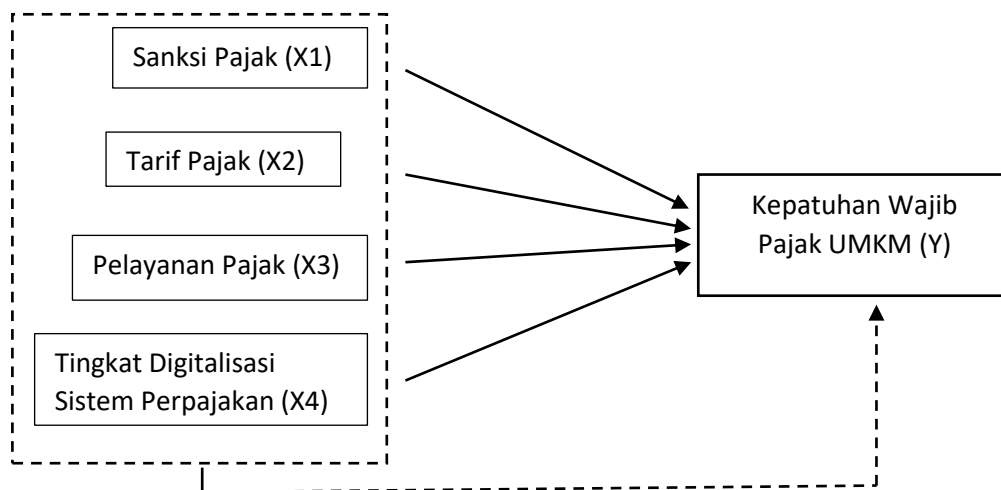 Sanksi Pajak (X1)
Tarif Pajak (X2)
Pelayanan Pajak (X3)
Tingkat Digitalisasi
Sistem Perpajakan (X4)
Kepatuhan Wajib
Pajak UMKM (Y)